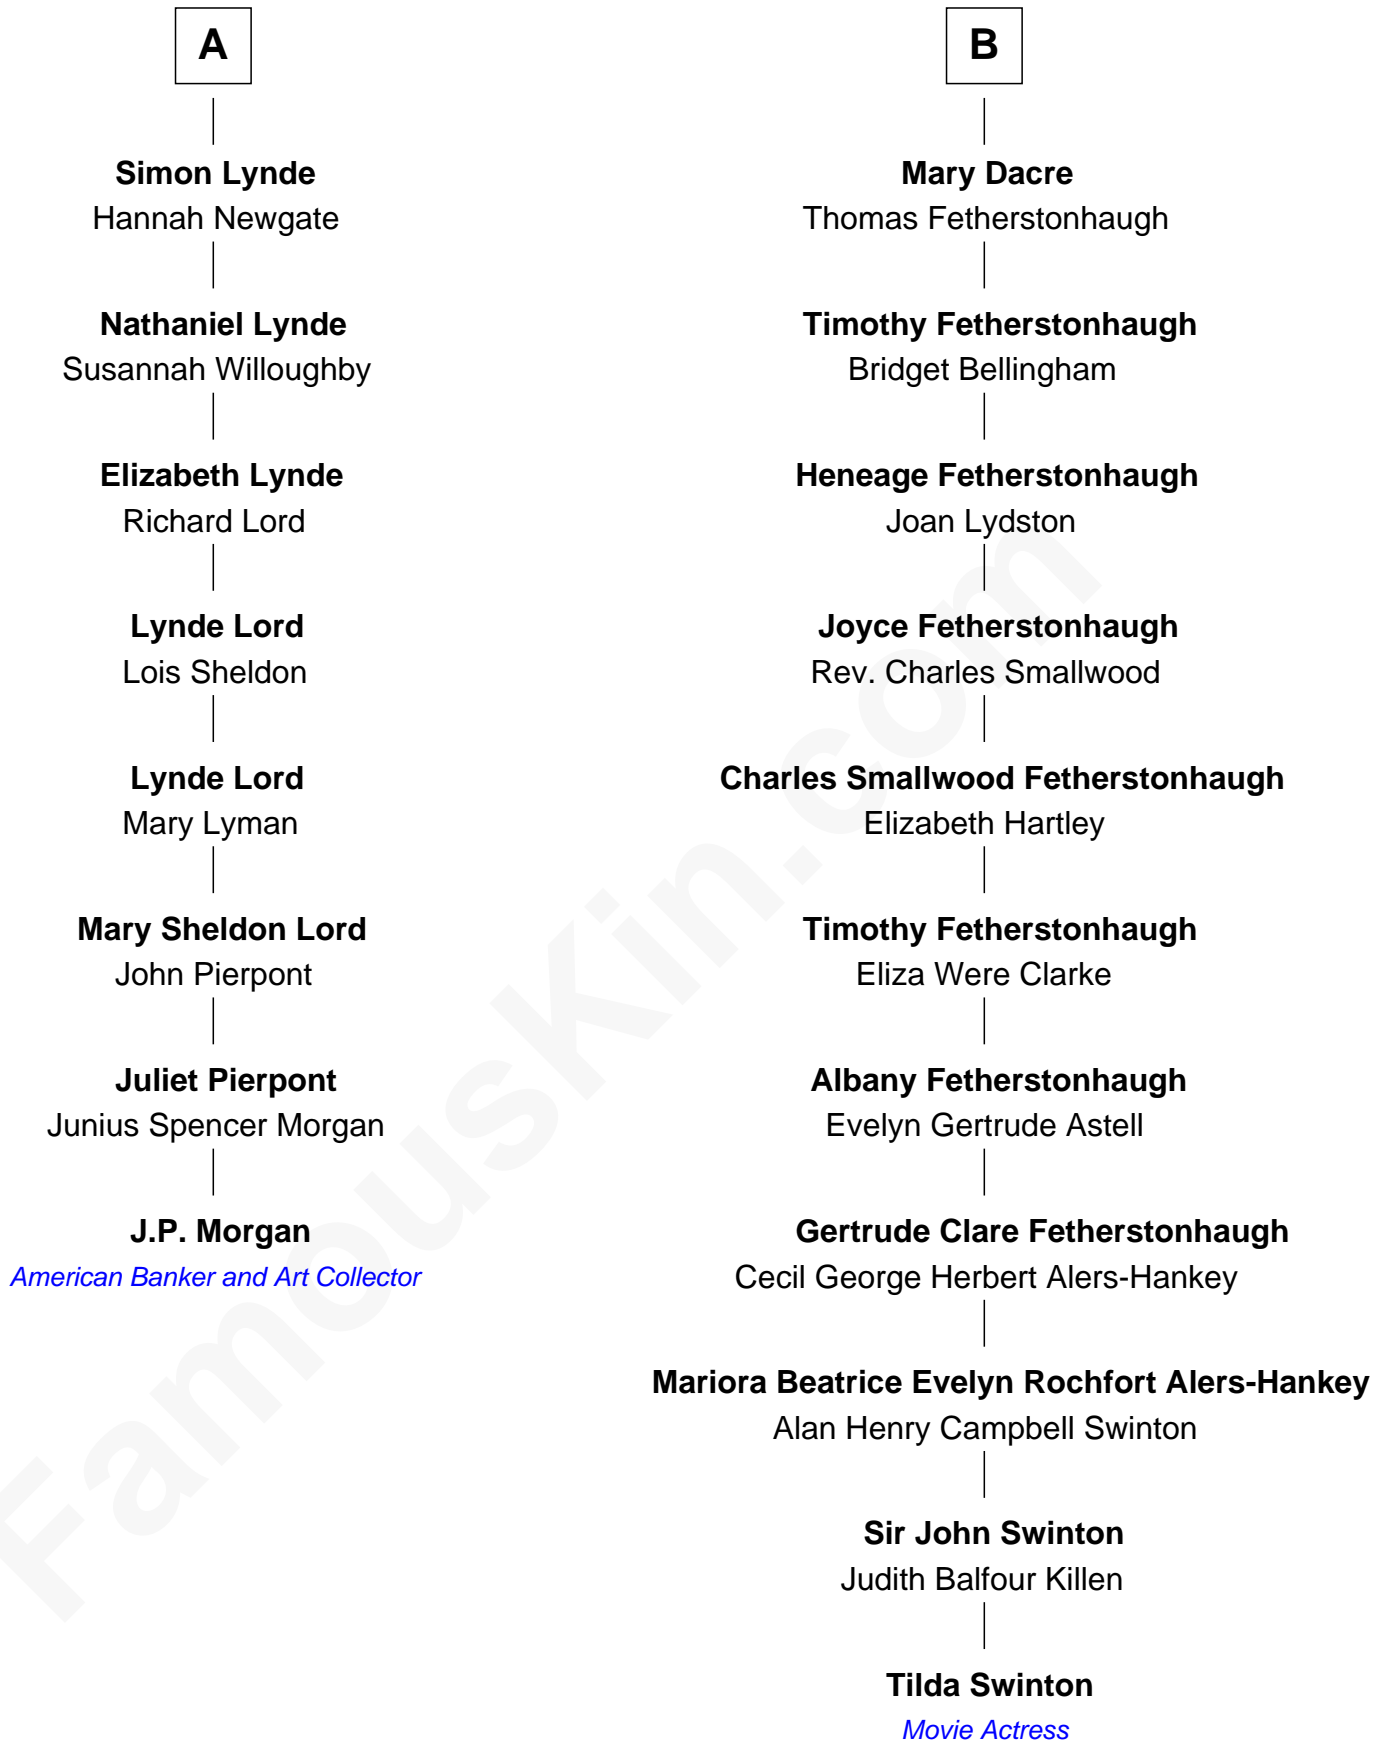 A
Simon Lynde
Hannah Newgate
Nathaniel Lynde
Susannah Willoughby
Elizabeth Lynde
Richard Lord
Lynde Lord
Lois Sheldon
Lynde Lord
Mary Lyman
Mary Sheldon Lord
John Pierpont
Juliet Pierpont
Junius Spencer Morgan
J.P. Morgan
American Banker and Art Collector
B
Mary Dacre
Thomas Fetherstonhaugh
Timothy Fetherstonhaugh
Bridget Bellingham
Heneage Fetherstonhaugh
Joan Lydston
Joyce Fetherstonhaugh
Rev. Charles Smallwood
Charles Smallwood Fetherstonhaugh
Elizabeth Hartley
Timothy Fetherstonhaugh
Eliza Were Clarke
Albany Fetherstonhaugh
Evelyn Gertrude Astell
Gertrude Clare Fetherstonhaugh
Cecil George Herbert Alers-Hankey
Mariora Beatrice Evelyn Rochfort Alers-Hankey
Alan Henry Campbell Swinton
Sir John Swinton
Judith Balfour Killen
Tilda Swinton
Movie Actress
FamousKin.com